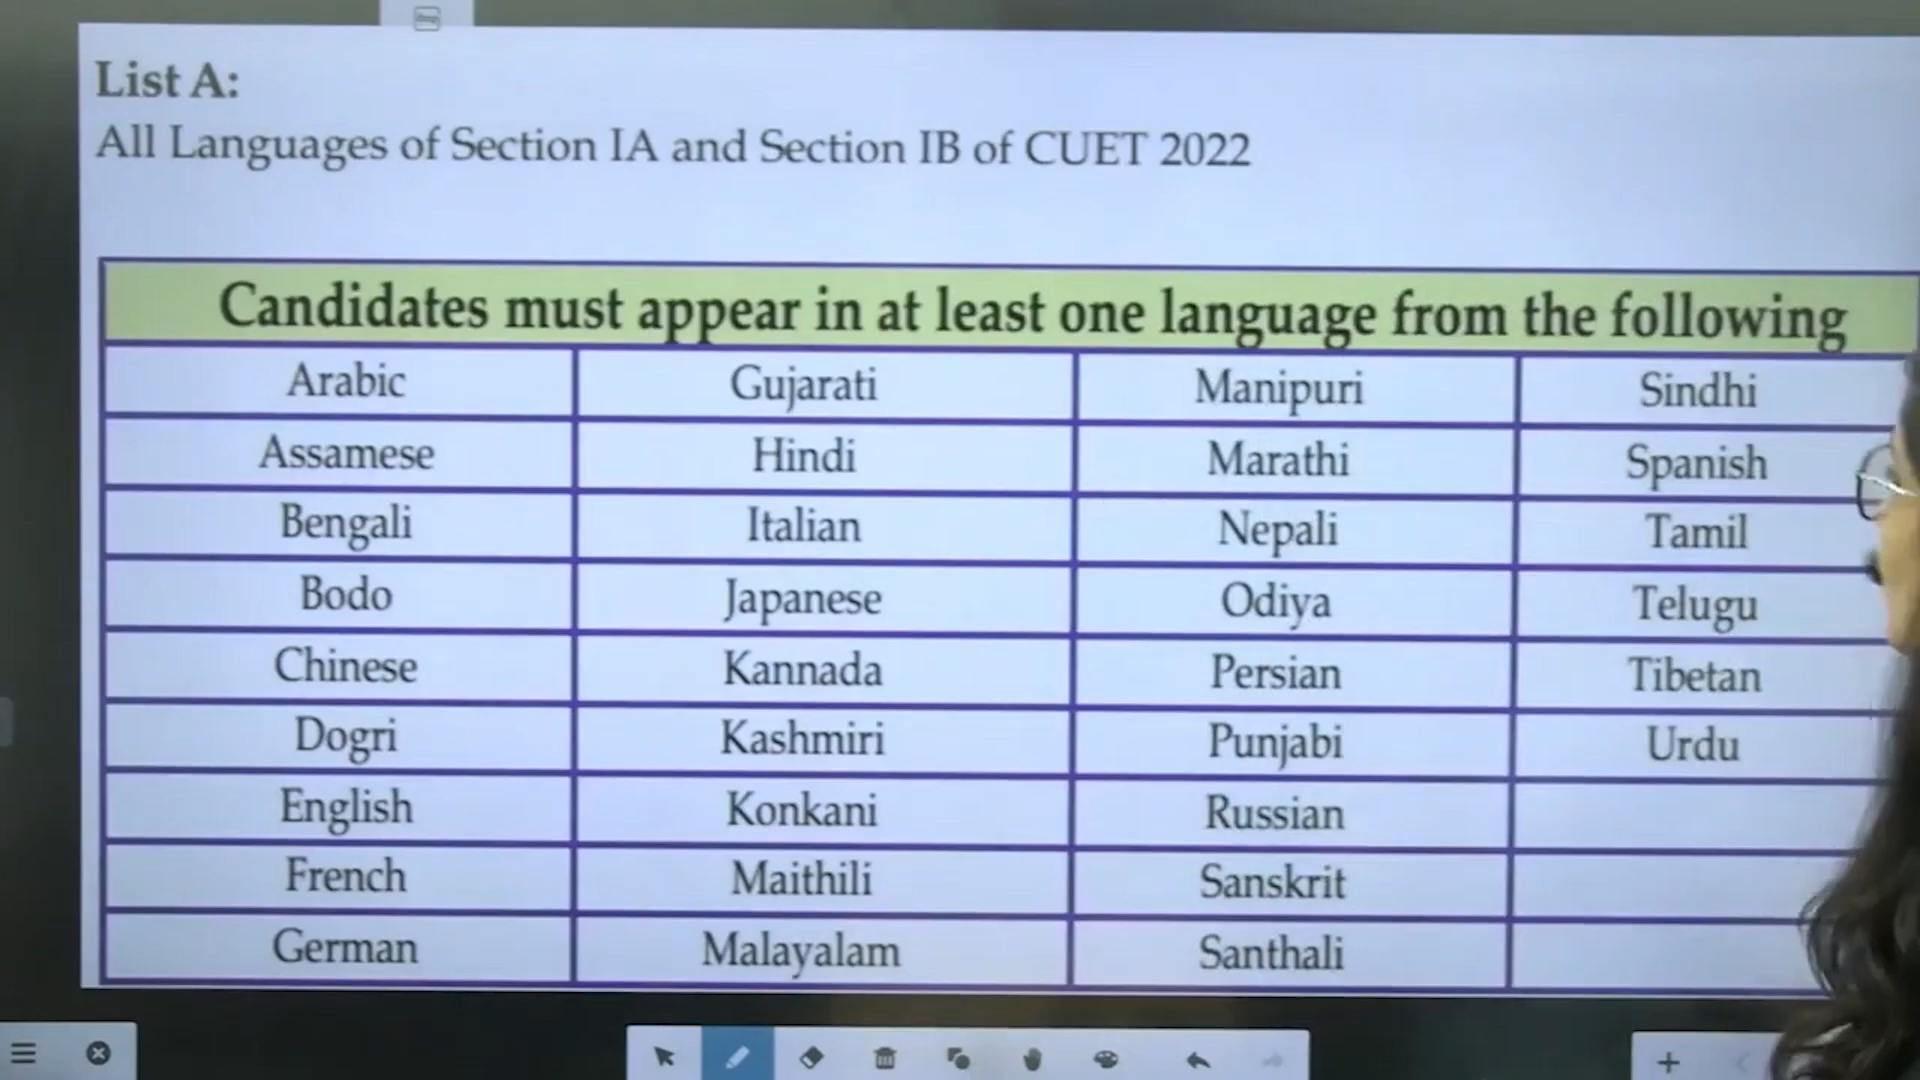 List A:
All Languages of Section IA and Section IB of CUET 2022
Candidates must appear in at least one language from the following
Arabic Gujarati Manipuri Sindhi
Assamese Hindi Marathi Spanish
Bengali Italian Nepali Tamil
Bodo Japanese Odiya Telugu
Chinese Kannada Persian Tibetan
Dogri Kashmiri Punjabi Urdu
English Konkani Russian
French Maithili Sanskrit
German Malayalam Santhali